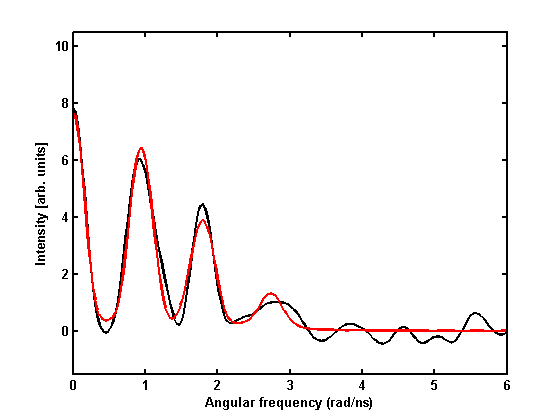 10
8
6
4
2
0
Intensity [arb. units]
0 1 2 3 4 5 6
Angular frequency (rad/ns)